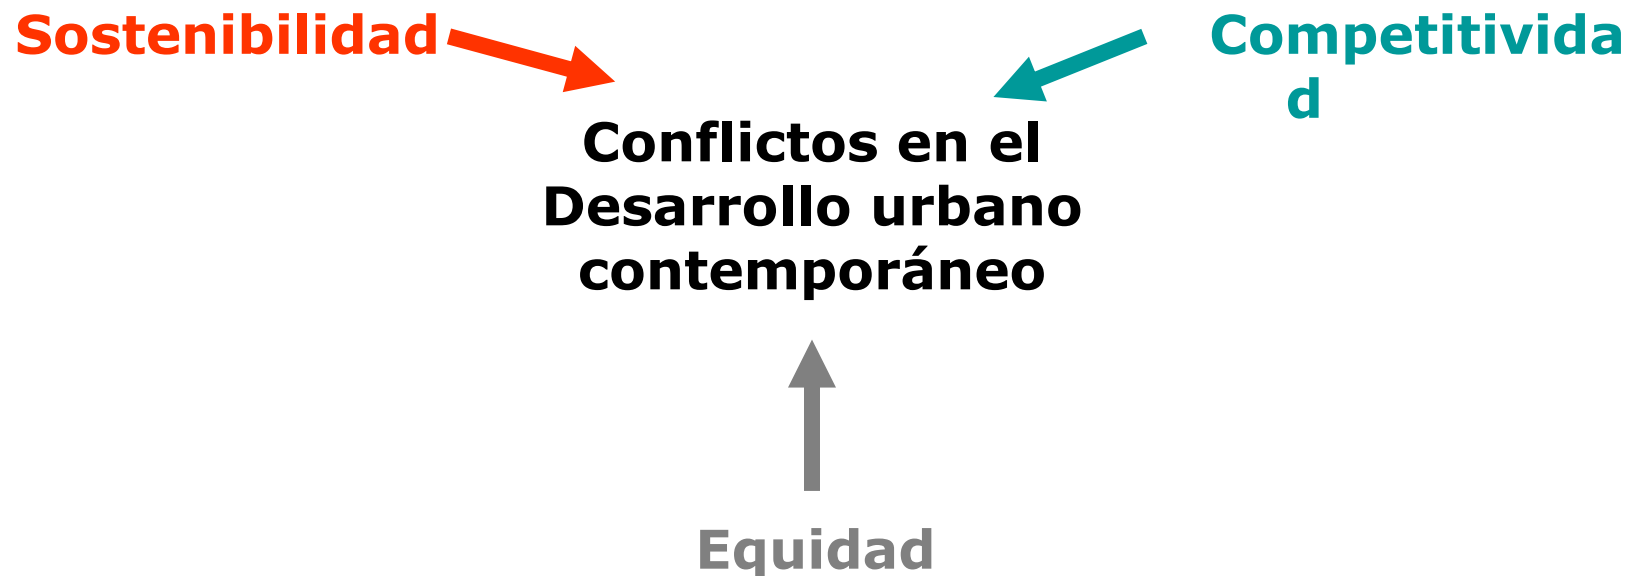 Sostenibilidad
Competitivida
d
Conflictos en el
Desarrollo urbano
contemporáneo
Equidad